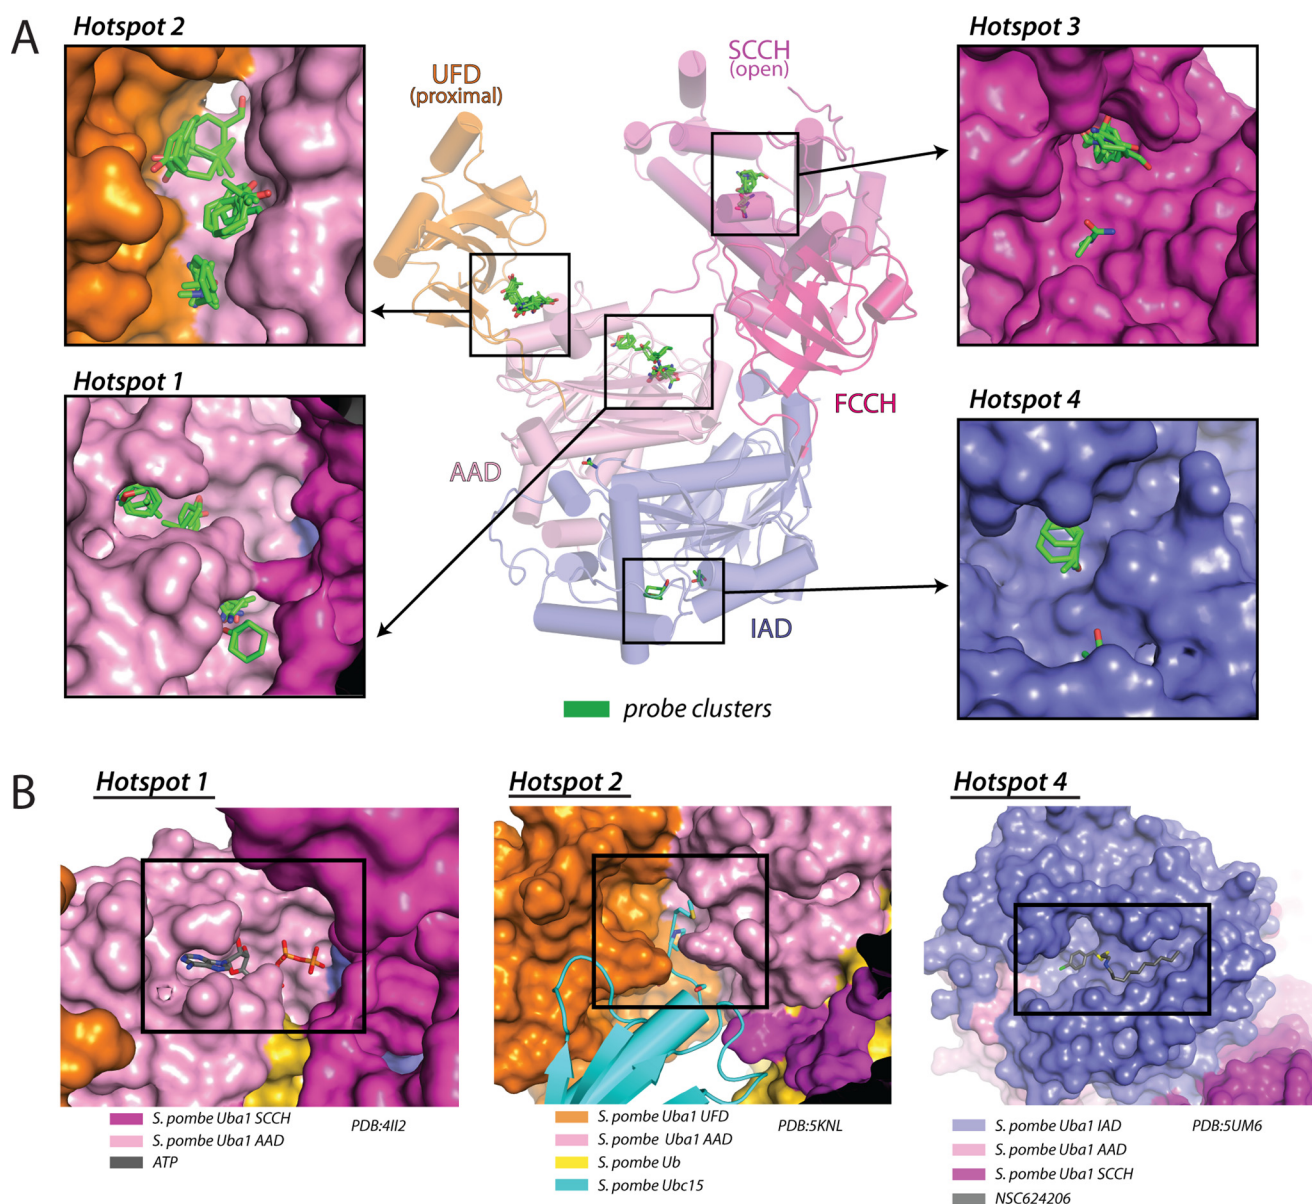 A
Hotspot 2
UFD
(proximal)
SCCH
(open)
Hotspot 3
Hotspot 1
AAD
FCCH
Hotspot 4
IAD
probe clusters
B
Hotspot 1
Hotspot 2
Hotspot 4
S. pombe Uba1 SCCH
S. pombe Uba1 AAD
ATP
PDB:4II2
S. pombe Uba1 UFD
S. pombe Uba1 AAD
S. pombe Ub
S. pombe Ubc15
PDB:5KNL
S. pombe Uba1 IAD
S. pombe Uba1 AAD
S. pombe Uba1 SCCH
NSC624206
PDB:5UM6